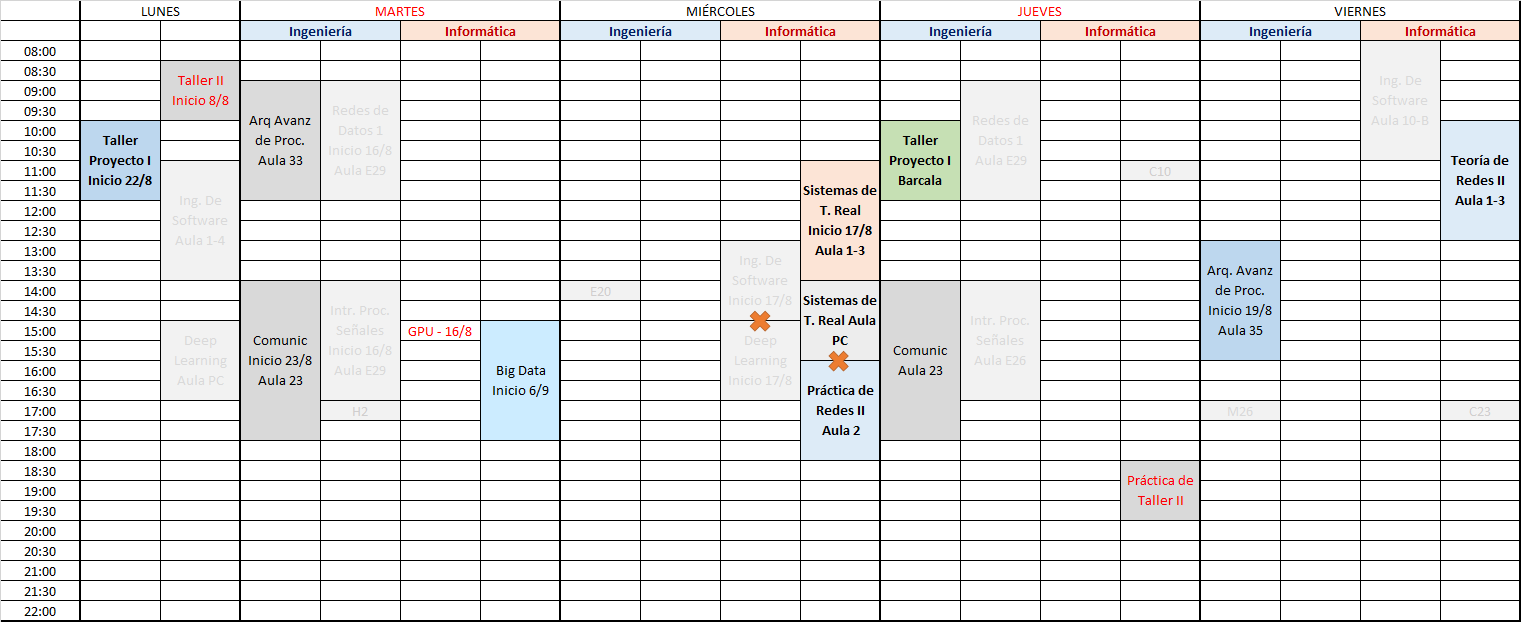 LUNES
MARTES
MIÉRCOLES
JUEVES
VIERNES
Ingeniería
Informática
Ingeniería
Informática
Ingeniería
Informática
Ingeniería
Informática
08:00
08:30
09:00
09:30
10:00
10:30
11:00
11:30
12:00
12:30
13:00
13:30
14:00
14:30
15:00
15:30
16:00
16:30
17:00
17:30
18:00
18:30
19:00
19:30
20:00
20:30
21:00
21:30
22:00
Taller
Proyecto I
Inicio 22/8
Taller II
Inicio 8/8
Ing. De
Software
Aula 1-4
Deep
Learning
Aula PC
Arq Avanz
de Proc.
Aula 33
Comunic
Inicio 23/8
Aula 23
Redes de
Datos 1
Inicio 16/8
Aula E29
Intr. Proc.
Señales
Inicio 16/8
Aula E29
H2
GPU - 16/8
Big Data
Inicio 6/9
E20
Ing. De
Software
Inicio 17/8
Deep
Learning
Inicio 17/8
Sistemas de
T. Real
Inicio 17/8
Aula 1-3
Sistemas de
T. Real Aula
PC
Práctica de
Redes II
Aula 2
Taller
Proyecto I
Barcala
Comunic
Aula 23
Redes de
Datos 1
Aula E29
Intr. Proc.
Señales
Aula E26
C10
Práctica de
Taller II
Arq. Avanz
de Proc.
Inicio 19/8
Aula 35
M26
Ing. De
Software
Aula 10-B
Teoría de
Redes II
Aula 1-3
C23